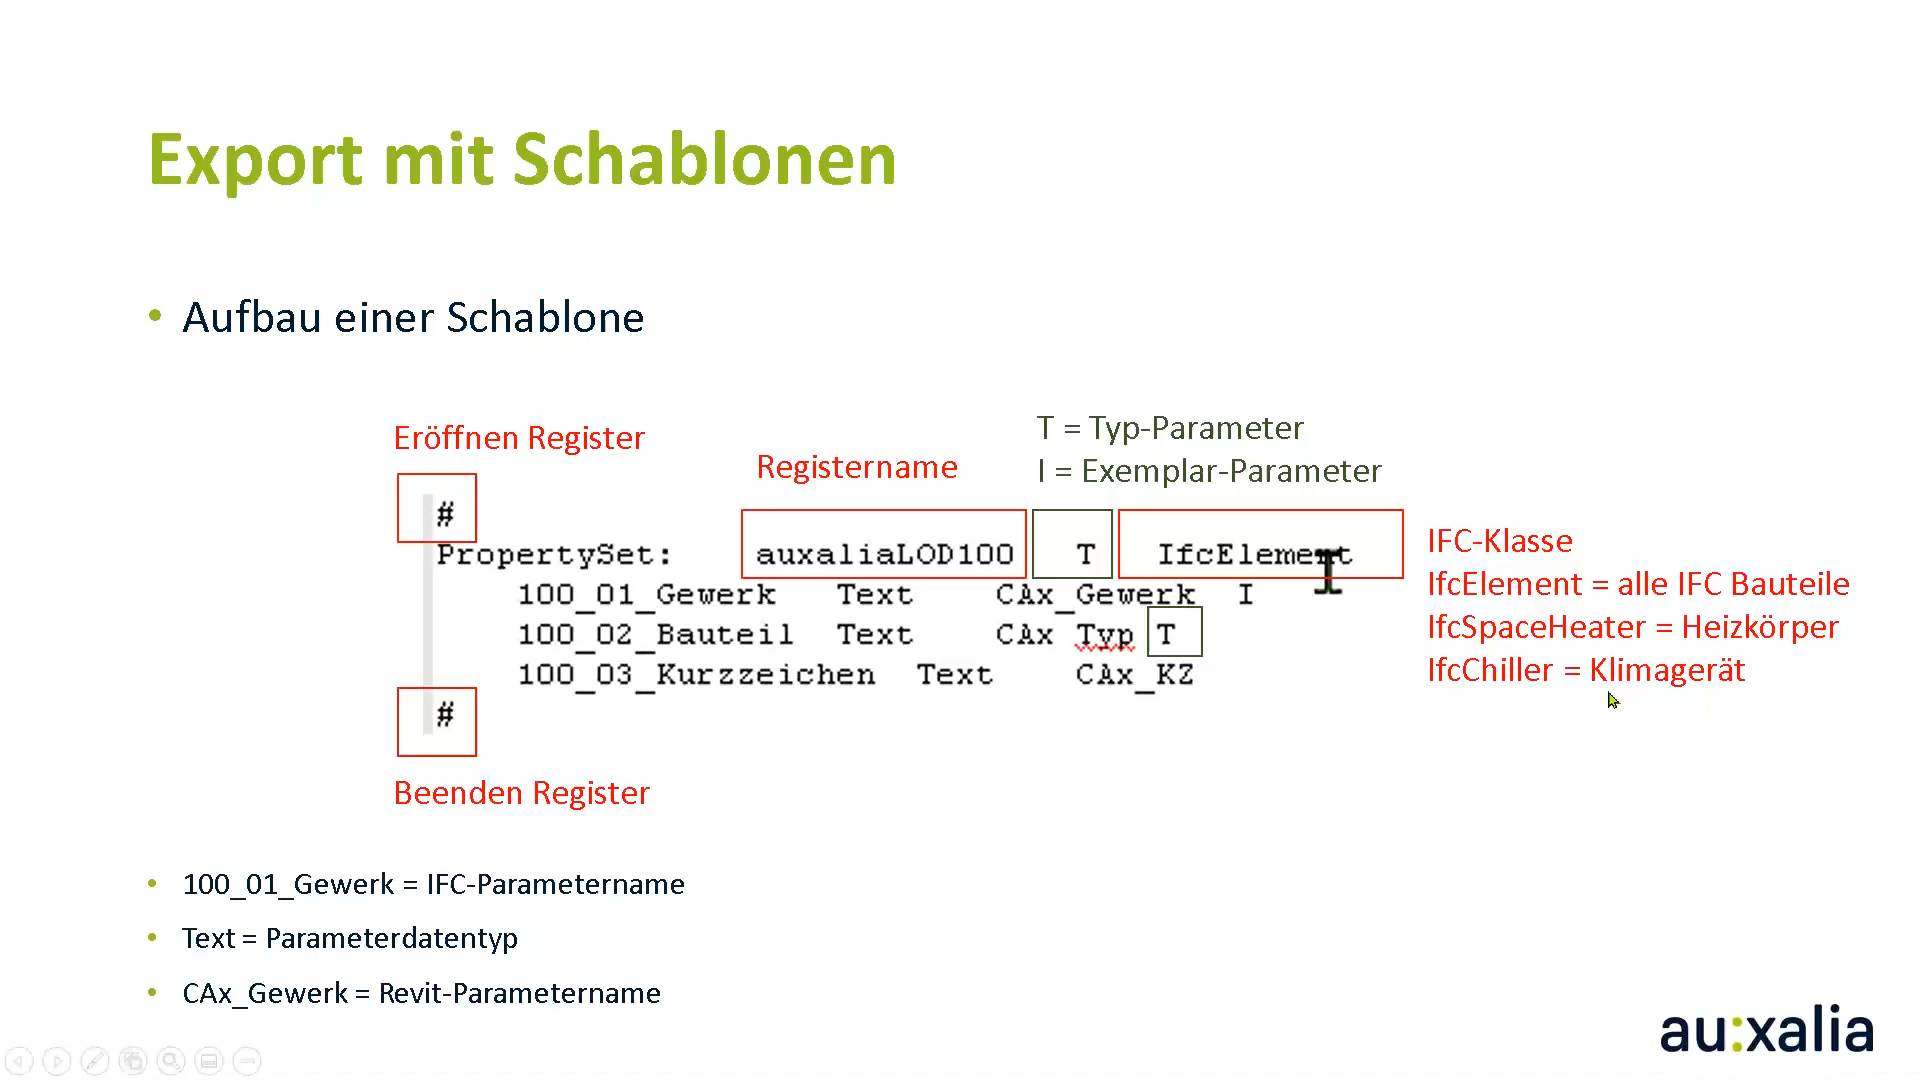 Export mit Schablonen
• Aufbau einer Schablone
Eröffnen Register
Registername
T = Typ-Parameter
I = Exemplar-Parameter
#
PropertySet: auxaliaLOD100 T IfcElement
100_01_Gewerk Text CAx_Gewerk I
100_02_Bauteil Text CAx Typ T
100_03_Kurzzeichen Text CAx_KZ
#
IFC-Klasse
IfcElement = alle IFC Bauteile
IfcSpaceHeater = Heizkörper
IfcChiller = Klimagerät
Beenden Register
• 100_01_Gewerk = IFC-Parametername
• Text = Parameterdatentyp
• CAx_Gewerk = Revit-Parametername
au:xalia